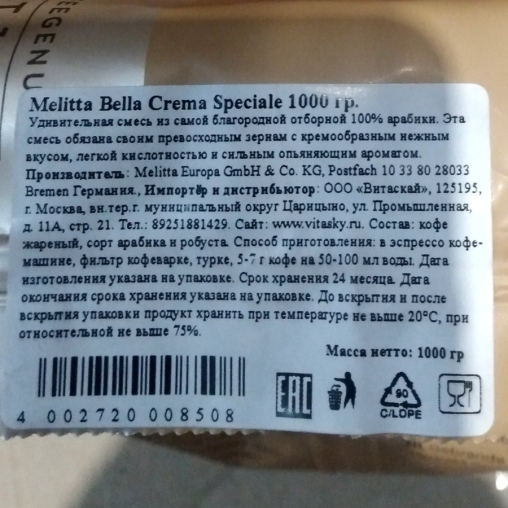 EEGENU
Melitta Bella Crema Speciale 1000 гр.
Удивительная смесь из самой благородной отборной 100% арабики. Эта
смесь обязана своим превосходным зернам с кремообразным нежным
вкусом, легкой кислотностью и сильным опьяняющим ароматом.
Производитель: Melitta Europa GmbH & Co. KG, Postfach 10 33 80 28033
Bremen Германия., Импортёр и дистрибьютор: ООО «Витаскай», 125195,
г. Москва, вн.тер.г. муниципальный округ Царицыно, ул. Промышленная,
д. 11А, стр. 21. Тел.: 89251881429. Сайт: www.vitasky.ru. Состав: кофе
жареный, сорт арабика и робуста. Способ приготовления: в эспрессо кофе-
машине, фильтр кофеварке, турке, 5-7 г кофе на 50-100 мл воды. Дата
изготовления указана на упаковке. Срок хранения 24 месяца. Дата
окончания срока хранения указана на упаковке. До вскрытия и после
вскрытия упаковки продукт хранить при температуре не выше 20°С, при
относительной не выше 75%.
Масса нетто: 1000 гр
4 002720 008508
EAC
90
C/LDPE